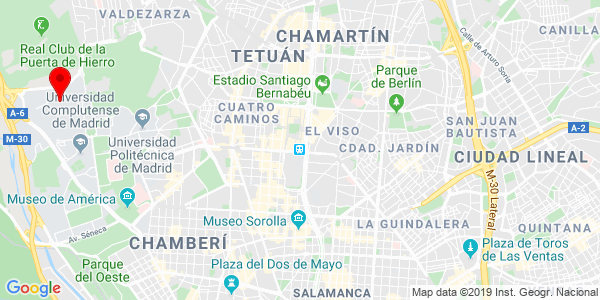 VALDEZARZA
CHAMARTÍN
CANILLA
Real Club de la
Puerta de Hierro
TETUÁN
Calle de Arturo Soria
Estadio Santiago
Bernabéu
Parque
de Berlín
Universidad
Complutense
de Madrid
A-6
CUATRO
CAMINOS
EL VISO
SAN JUAN
BAUTISTA
A-2
M-30
Universidad
Politécnica
de Madrid
CDAD. JARDÍN
CIUDAD LINEAL
M-30 Lateral
Museo de América
Av. Séneca
Museo Sorolla
LA GUINDALERA
QUINTANA
CHAMBERÍ
Plaza de Toros
de Las Ventas
Parque
del Oeste
Plaza del Dos de Mayo
Google
SALAMANCA
Map data ©2019 Inst. Geogr. Nacional